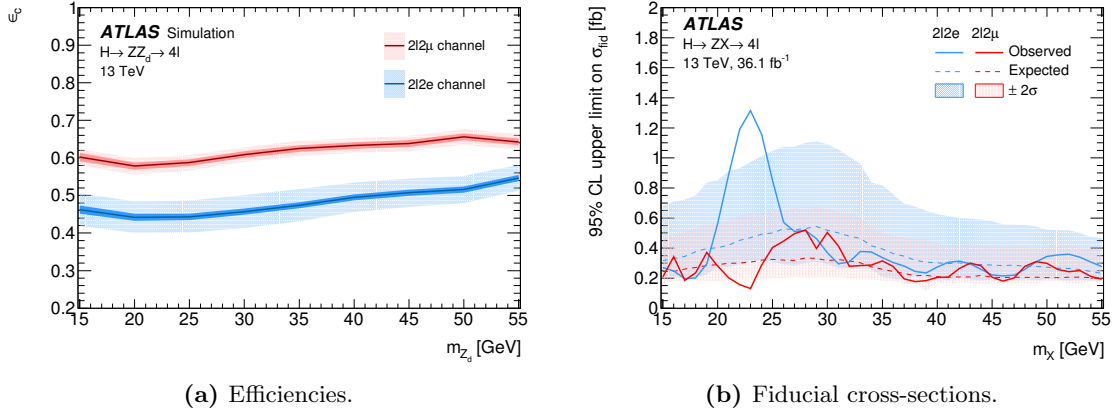 ε_c
1
0.9
0.8
0.7
0.6
0.5
0.4
0.3
0.2
ATLAS Simulation
H→ ZZ_d→ 4l
13 TeV
2l2μ channel
2l2e channel
15 20 25 30 35 40 45 50 55
m_{Z_d} [GeV]
(a) Efficiencies.
95% CL upper limit on σ_fid [fb]
2
1.8
1.6
1.4
1.2
1
0.8
0.6
0.4
0.2
0
ATLAS
H→ ZX→ 4l
13 TeV, 36.1 fb⁻¹
2l2e 2l2μ
Observed
Expected
± 2σ
15 20 25 30 35 40 45 50 55
m_X [GeV]
(b) Fiducial cross-sections.